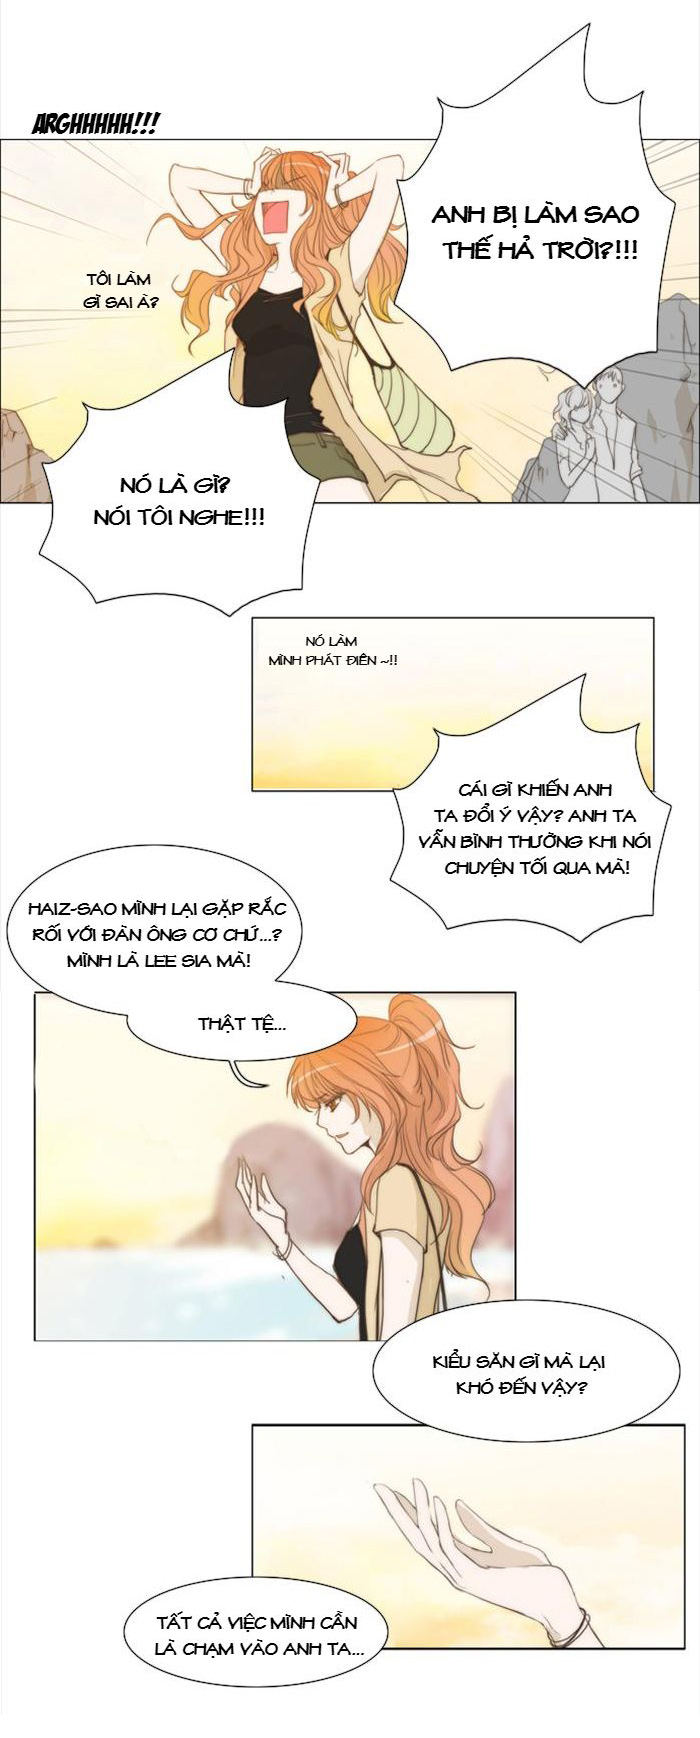 ARGHHHHH!!!
ANH BỊ LÀM SAO
THẾ HẢ TRỜI?!!!
TÔI LÀM
GÌ SAI À?
NÓ LÀ GÌ?
NÓI TÔI NGHE!!!
NÓ LÀM
MÌNH PHÁT ĐIÊN ~!!
CÁI GÌ KHIẾN ANH
TA ĐỔI Ý VẬY? ANH TA
VẪN BÌNH THƯỜNG KHI NÓI
CHUYỆN TỐI QUA MÀ!
HAIZ-SAO MÌNH LẠI GẶP RẮC
RỐI VỚI ĐÀN ÔNG CƠ CHỨ...?
MÌNH LÀ LEE SIA MÀ!
THẬT TỆ...
KIỂU SĂN GÌ MÀ LẠI
KHÓ ĐẾN VẬY?
TẤT CẢ VIỆC MÌNH CẦN
LÀ CHẠM VÀO ANH TA...